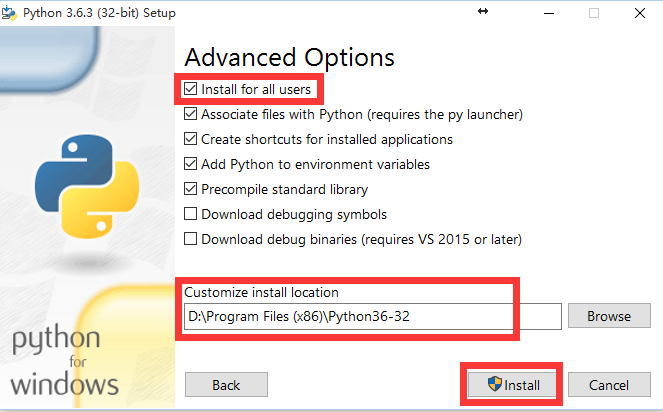 Python 3.6.3 (32-bit) Setup
Advanced Options
Install for all users
Associate files with Python (requires the py launcher)
Create shortcuts for installed applications
Add Python to environment variables
Precompile standard library
Download debugging symbols
Download debug binaries (requires VS 2015 or later)
Customize install location
D:\Program Files (x86)\Python36-32
Browse
python
for
windows
Back
Install
Cancel